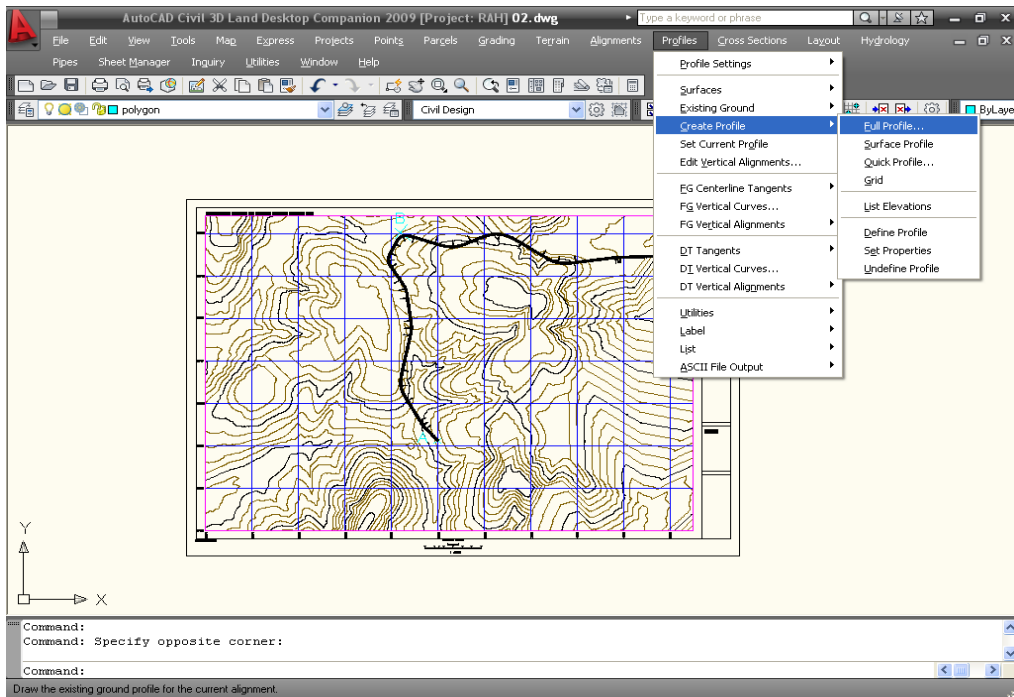 AutoCAD Civil 3D Land Desktop Companion 2009 [Project: RAH] 02.dwg
Type a keyword or phrase
File Edit View Tools Map Express Projects Points Parcels Grading Terrain Alignments Profiles Cross Sections Layout Hydrology
Pipes Sheet Manager Inquiry Utilities Window Help
polygon
Civil Design
ByLaye
Profile Settings
Surfaces
Existing Ground
Create Profile
Set Current Profile
Edit Vertical Alignments...
FG Centerline Tangents
FG Vertical Curves...
FG Vertical Alignments
DT Tangents
DT Vertical Curves...
DT Vertical Alignments
Utilities
Label
List
ASCII File Output
Full Profile...
Surface Profile
Quick Profile...
Grid
List Elevations
Define Profile
Set Properties
Undefine Profile
B
A
Y
X
Command:
Command: Specify opposite corner:
Command:
Draw the existing ground profile for the current alignment.